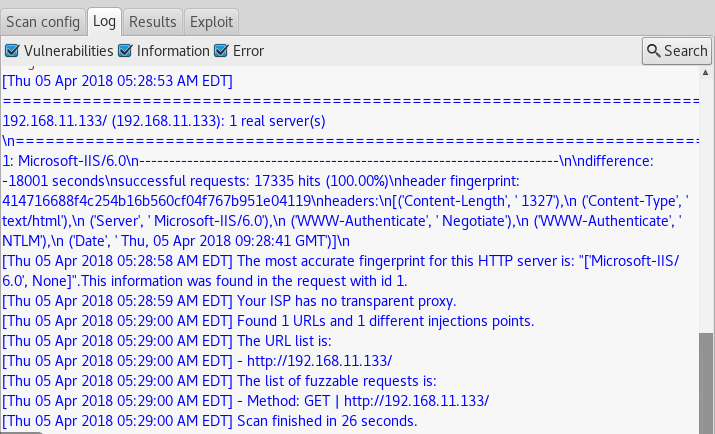 Scan config Log Results Exploit
Vulnerabilities Information Error Search
[Thu 05 Apr 2018 05:28:53 AM EDT]
======================================================================
192.168.11.133/ (192.168.11.133): 1 real server(s)
\n=====================================================================
1: Microsoft-IIS/6.0\n----------------------------------------------------------------------\n\ndifference:
-18001 seconds\nsuccessful requests: 17335 hits (100.00%)\nheader fingerprint:
414716688f4c254b16b560cf04f767b951e04119\nheaders:\n[('Content-Length', ' 1327'),\n ('Content-Type', '
text/html'),\n ('Server', ' Microsoft-IIS/6.0'),\n ('WWW-Authenticate', ' Negotiate'),\n ('WWW-Authenticate', '
NTLM'),\n ('Date', ' Thu, 05 Apr 2018 09:28:41 GMT')]\n
[Thu 05 Apr 2018 05:28:58 AM EDT] The most accurate fingerprint for this HTTP server is: "['Microsoft-IIS/
6.0', None]".This information was found in the request with id 1.
[Thu 05 Apr 2018 05:28:59 AM EDT] Your ISP has no transparent proxy.
[Thu 05 Apr 2018 05:29:00 AM EDT] Found 1 URLs and 1 different injections points.
[Thu 05 Apr 2018 05:29:00 AM EDT] The URL list is:
[Thu 05 Apr 2018 05:29:00 AM EDT] - http://192.168.11.133/
[Thu 05 Apr 2018 05:29:00 AM EDT] The list of fuzzable requests is:
[Thu 05 Apr 2018 05:29:00 AM EDT] - Method: GET | http://192.168.11.133/
[Thu 05 Apr 2018 05:29:00 AM EDT] Scan finished in 26 seconds.